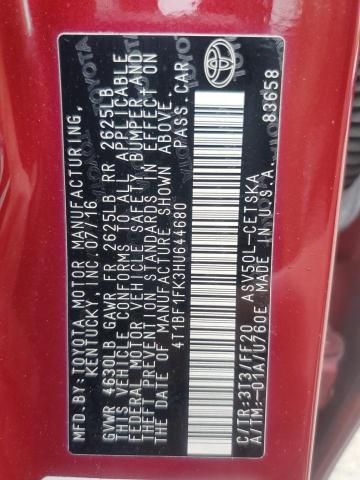 MFD. BY: TOYOTA MOTOR MANUFACTURING,
KENTUCKY, INC. 07/16
GVWR 4630LB GAWR FR 2625LB RR 2625LB
THIS VEHICLE CONFORMS TO ALL APPLICABLE
FEDERAL MOTOR VEHICLE SAFETY, BUMPER, AND
THEFT PREVENTION STANDARDS IN EFFECT ON
THE DATE OF MANUFACTURE SHOWN ABOVE.
4T1BF1FK3HU644680 PASS. CAR
C/TR:3T3/FF20 ASV50L-CETSKA
A/TM:-01A/U760E MADE IN U.S.A.
83658
TOYOTA